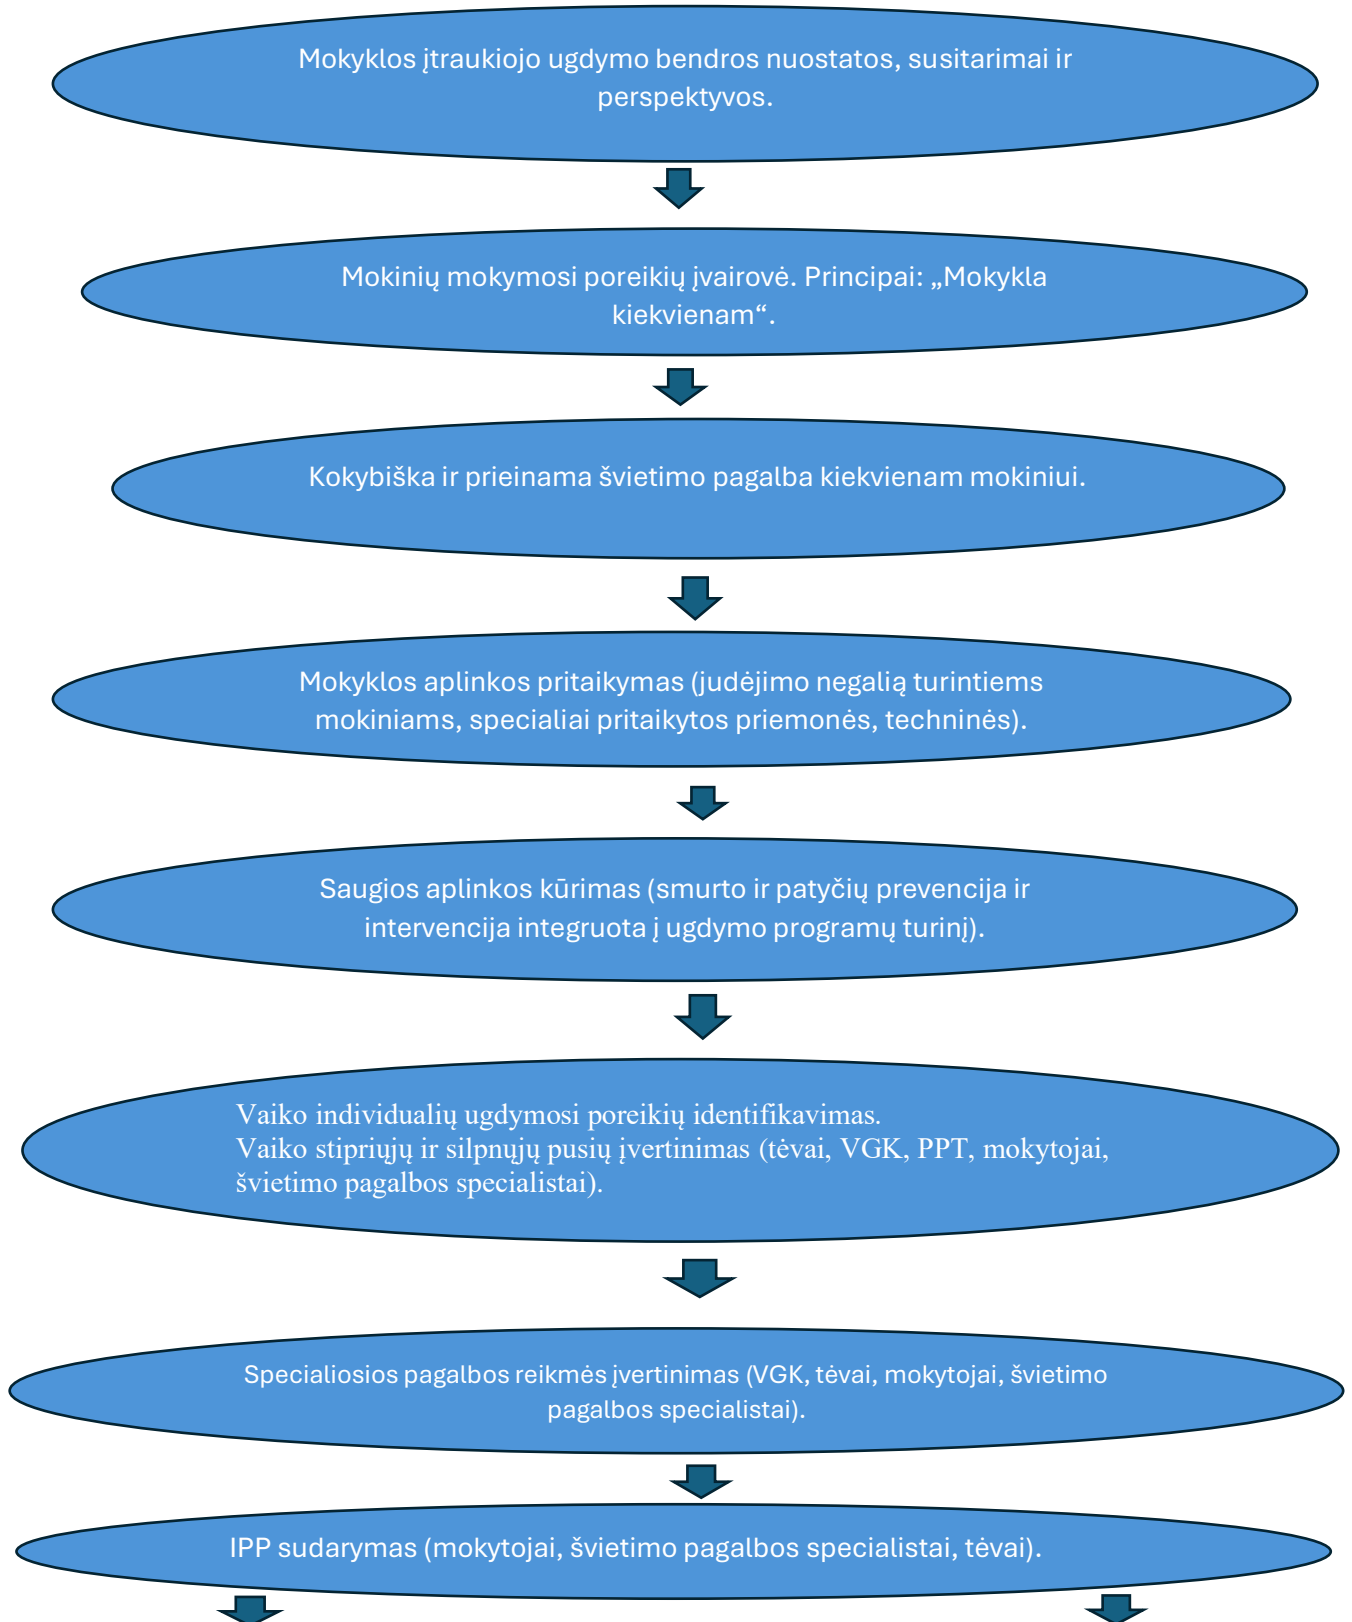 Mokyklos įtraukiojo ugdymo bendros nuostatos, susitarimai ir
perspektyvos.
Mokinių mokymosi poreikių įvairovė. Principai: „Mokykla
kiekvienam“.
Kokybiška ir prieinama švietimo pagalba kiekvienam mokiniui.
Mokyklos aplinkos pritaikymas (judėjimo negalią turintiems
mokiniams, specialiai pritaikytos priemonės, techninės).
Saugios aplinkos kūrimas (smurto ir patyčių prevencija ir
intervencija integruota į ugdymo programų turinį).
Vaiko individualių ugdymosi poreikių identifikavimas.
Vaiko stipriųjų ir silpnųjų pusių įvertinimas (tėvai, VGK, PPT, mokytojai,
švietimo pagalbos specialistai).
Specialiosios pagalbos reikmės įvertinimas (VGK, tėvai, mokytojai, švietimo
pagalbos specialistai).
IPP sudarymas (mokytojai, švietimo pagalbos specialistai, tėvai).